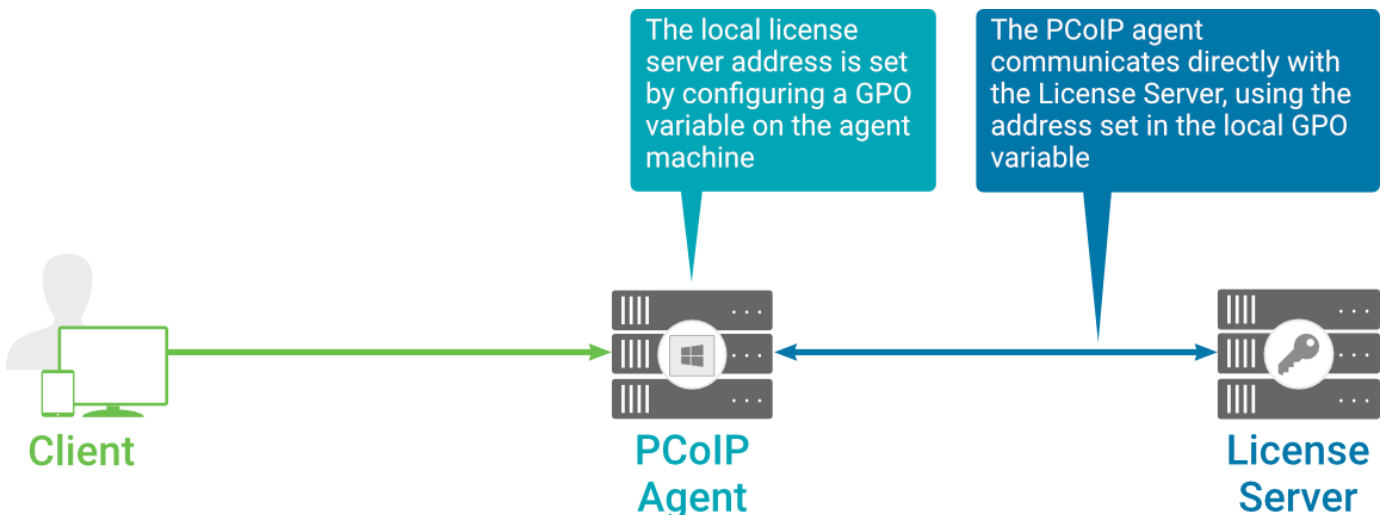 The local license
server address is set
by configuring a GPO
variable on the agent
machine
The PCoIP agent
communicates directly with
the License Server, using the
address set in the local GPO
variable
Client
PCoIP
Agent
License
Server